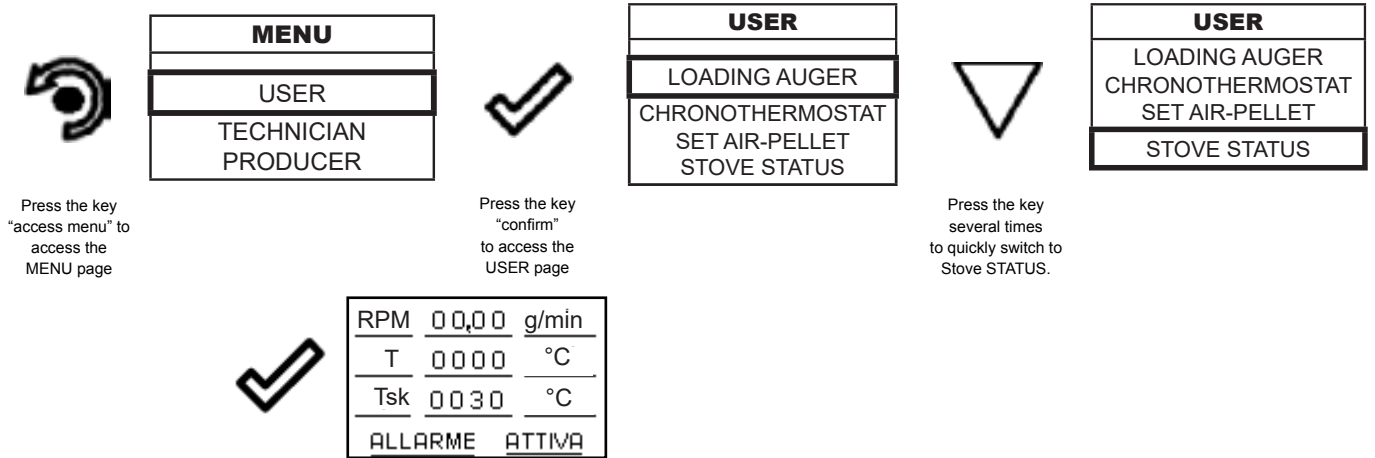 MENU
USER
TECHNICIAN
PRODUCER
Press the key
“access menu” to
access the
MENU page
Press the key
“confirm”
to access the
USER page
USER
LOADING AUGER
CHRONOTHERMOSTAT
SET AIR-PELLET
STOVE STATUS
Press the key
several times
to quickly switch to
Stove STATUS.
USER
LOADING AUGER
CHRONOTHERMOSTAT
SET AIR-PELLET
STOVE STATUS
RPM 00,00 g/min
T 0000 °C
Tsk 0030 °C
ALLARME ATTIVA